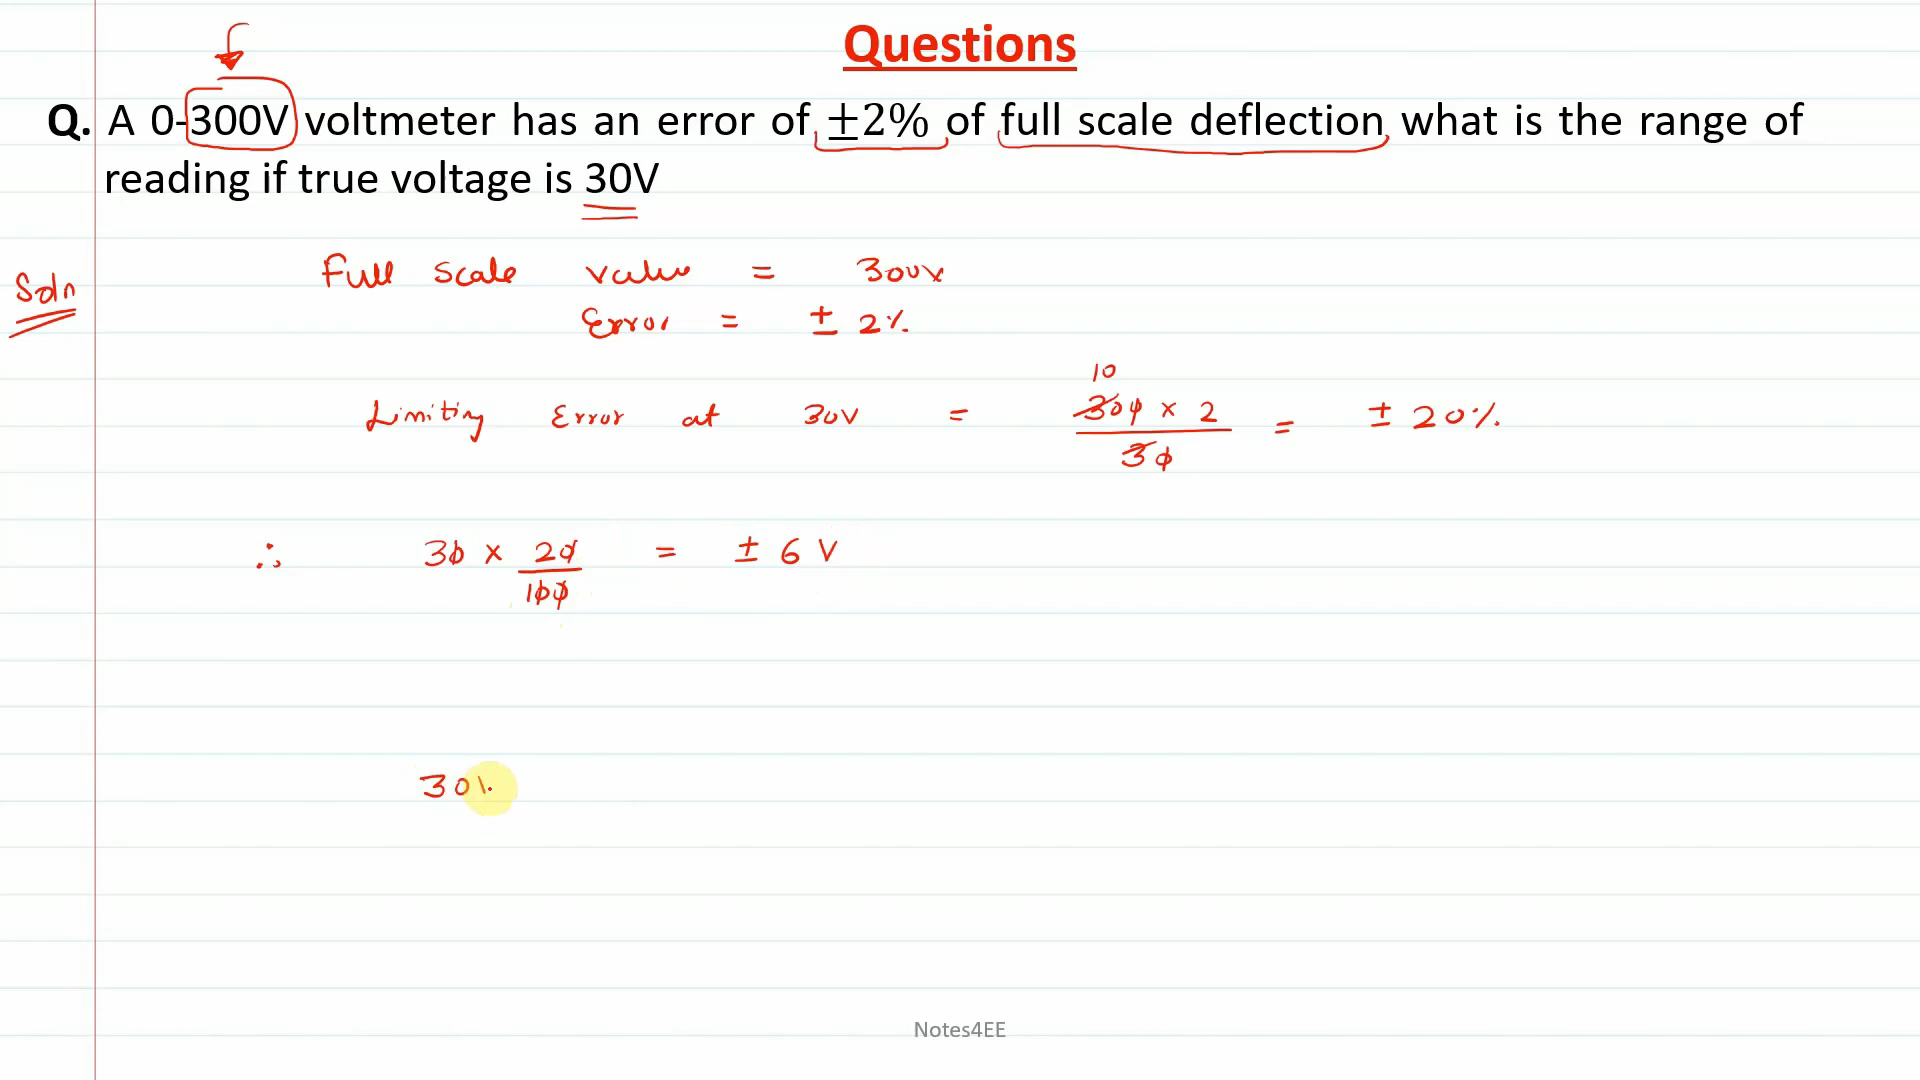 Questions
Q. A 0-300V voltmeter has an error of ±2% of full scale deflection what is the range of
reading if true voltage is 30V
Soln
Full scale value = 300V
Error = ± 2%
10
Limiting Error at 30V = 300 × 2 / 30 = ± 20%
∴ 30 × 20/100 = ± 6 V
30
Notes4EE